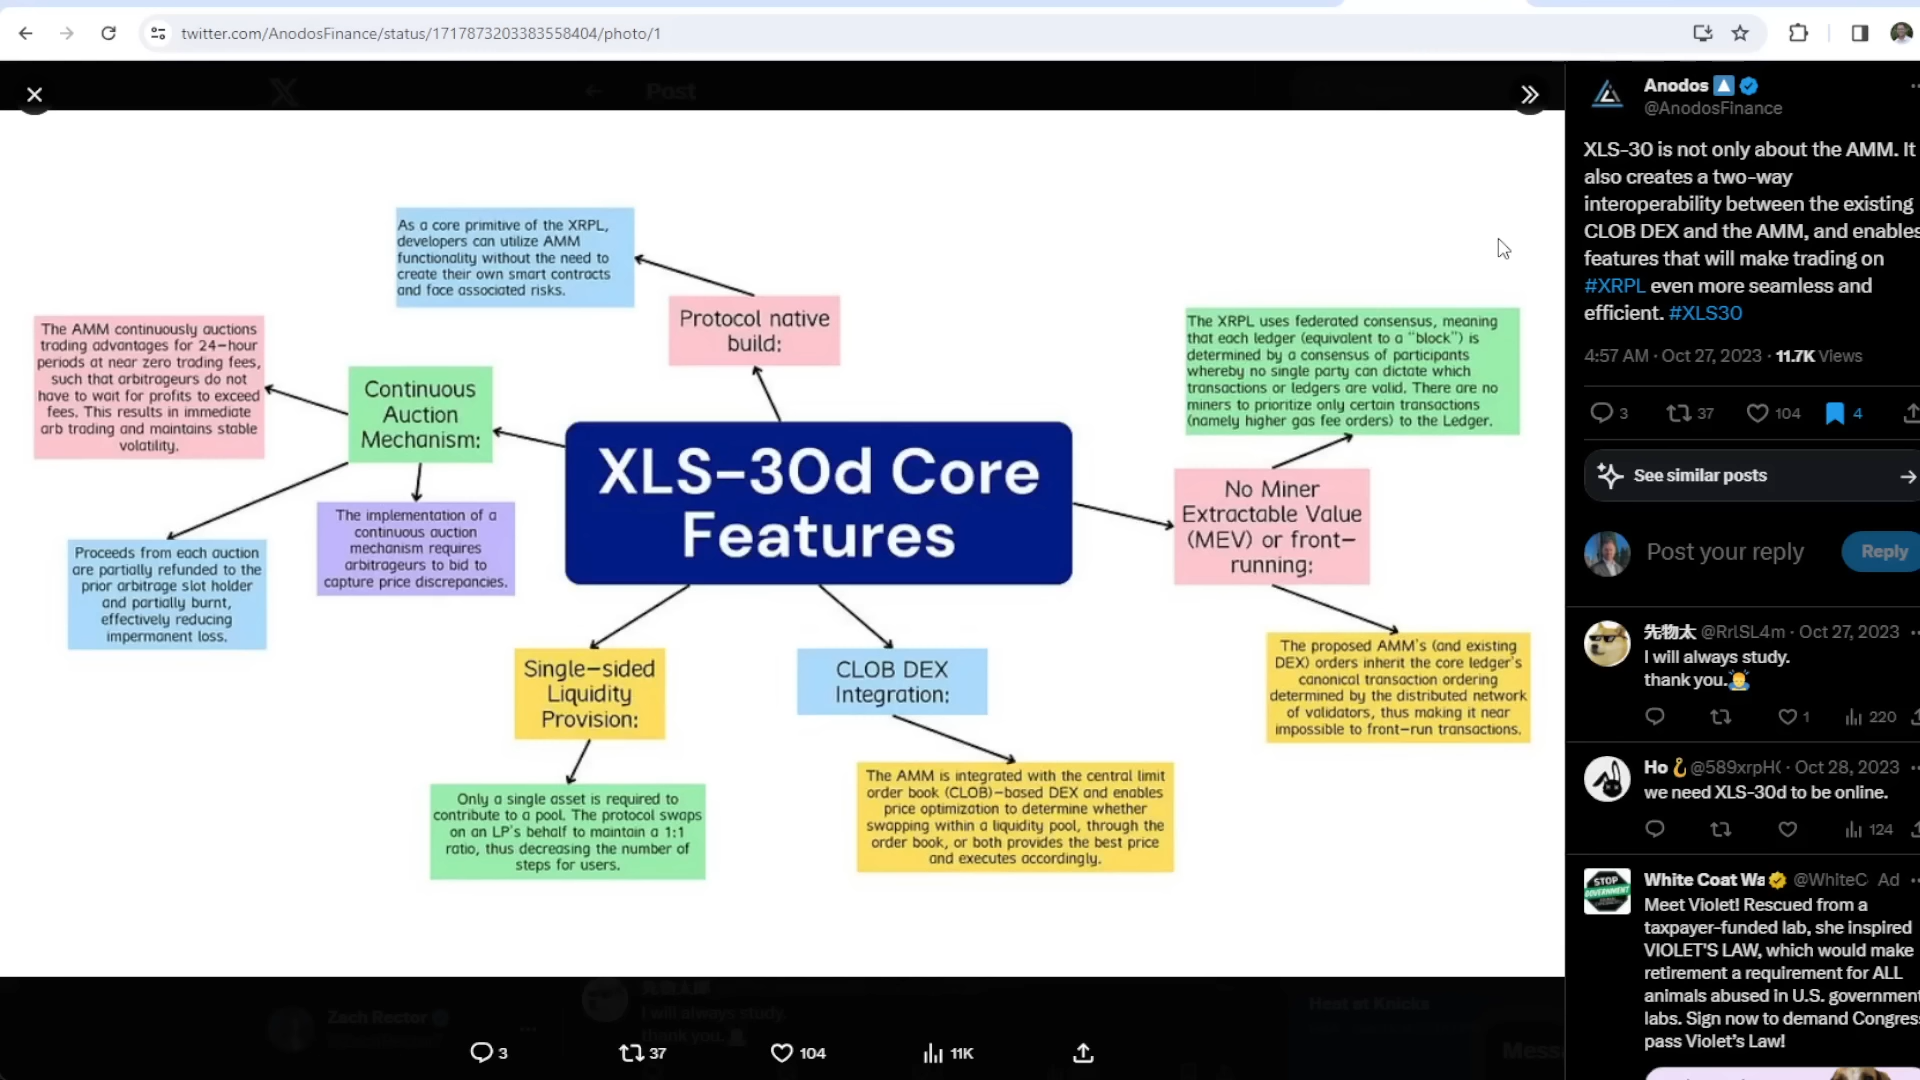 twitter.com/AnodosFinance/status/1717873203383558404/photo/1
Post
As a core primitive of the XRPL,
developers can utilize AMM
functionality without the need to
create their own smart contracts
and face associated risks.
Protocol native
build:
The AMM continuously auctions
trading advantages for 24-hour
periods at near zero trading fees,
such that arbitrageurs do not
have to wait for profits to exceed
fees. This results in immediate
arb trading and maintains stable
volatility.
Continuous
Auction
Mechanism:
The XRPL uses federated consensus, meaning
that each ledger (equivalent to a "block") is
determined by a consensus of participants
whereby no single party can dictate which
transactions or ledgers are valid. There are no
miners to prioritize only certain transactions
(namely higher gas fee orders) to the Ledger.
XLS-30d Core
Features
No Miner
Extractable Value
(MEV) or front-
running:
The implementation of a
continuous auction
mechanism requires
arbitrageurs to bid to
capture price discrepancies.
Proceeds from each auction
are partially refunded to the
prior arbitrage slot holder
and partially burnt,
effectively reducing
impermanent loss.
Single-sided
Liquidity
Provision:
CLOB DEX
Integration:
The proposed AMM's (and existing
DEX) orders inherit the core ledger's
canonical transaction ordering
determined by the distributed network
of validators, thus making it near
impossible to front-run transactions.
Only a single asset is required to
contribute to a pool. The protocol swaps
on an LP's behalf to maintain a 1:1
ratio, thus decreasing the number of
steps for users.
The AMM is integrated with the central limit
order book (CLOB)-based DEX and enables
price optimization to determine whether
swapping within a liquidity pool, through the
order book, or both provides the best price
and executes accordingly.
Zach Rector
I will always study.
thank you.
Heat at Knicks
3 37 104 11K
Anodos
@AnodosFinance
XLS-30 is not only about the AMM. It
also creates a two-way
interoperability between the existing
CLOB DEX and the AMM, and enables
features that will make trading on
#XRPL even more seamless and
efficient. #XLS30
4:57 AM · Oct 27, 2023 · 11.7K Views
3 37 104 4
See similar posts
Post your reply
Reply
先物太 @RrlSL4m · Oct 27, 2023
I will always study.
thank you.
1 220
Ho @589xrpH( · Oct 28, 2023
we need XLS-30d to be online.
124
STOP
GOVERNMENT
White Coat Wa @WhiteC Ad
Meet Violet! Rescued from a
taxpayer-funded lab, she inspired
VIOLET'S LAW, which would make
retirement a requirement for ALL
animals abused in U.S. government
labs. Sign now to demand Congress
pass Violet's Law!